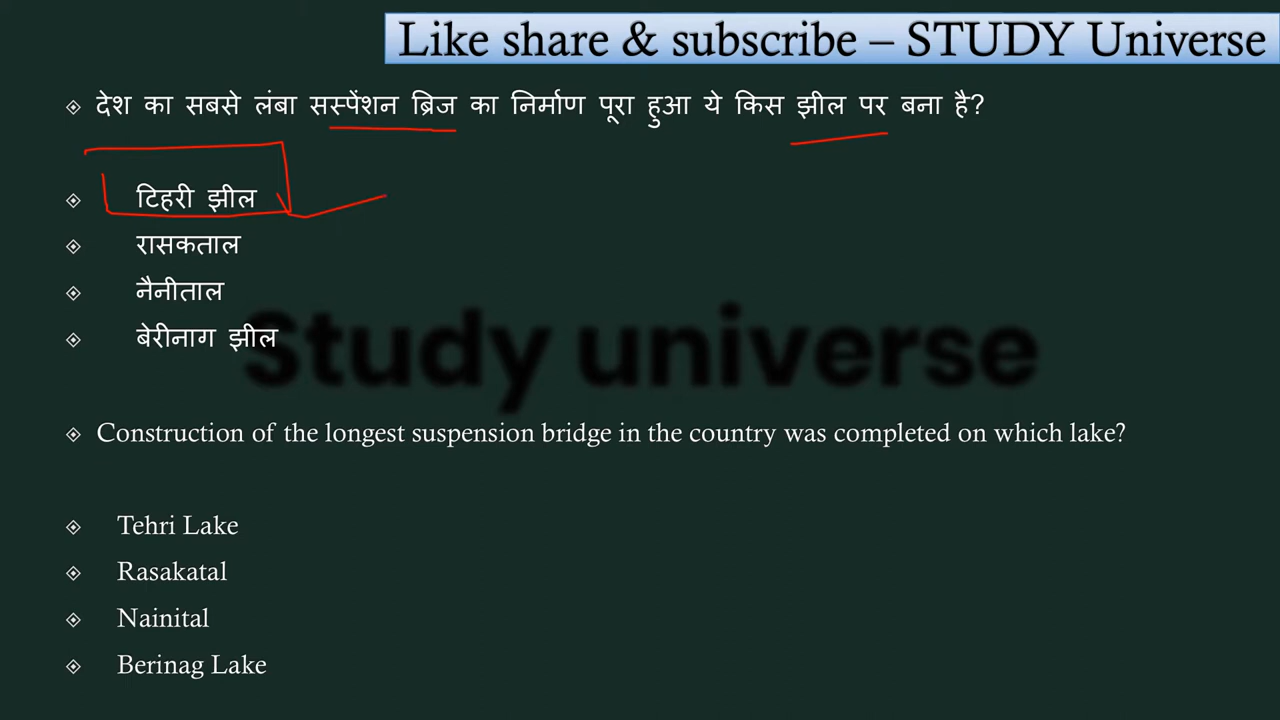 Like share & subscribe – STUDY Universe
देश का सबसे लंबा सस्पेंशन ब्रिज का निर्माण पूरा हुआ ये किस झील पर बना है?
टिहरी झील
रासकताल
नैनीताल
बेरीनाग झील
Study universe
Construction of the longest suspension bridge in the country was completed on which lake?
Tehri Lake
Rasakatal
Nainital
Berinag Lake